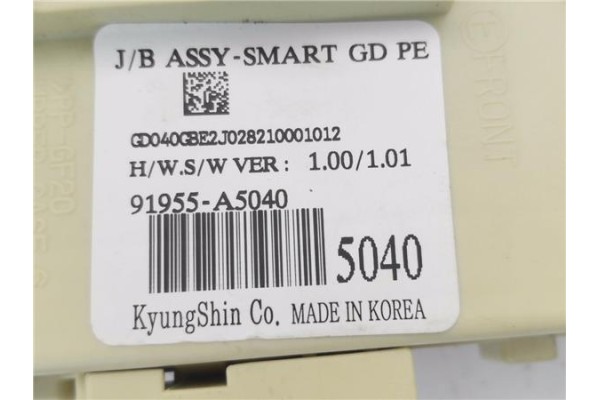 J/B ASSY-SMART GD PE
GD040GBE2J028210001012
H/W.S/W VER: 1.00/1.01
91955-A5040
5040
KyungShin Co. MADE IN KOREA
FRONT